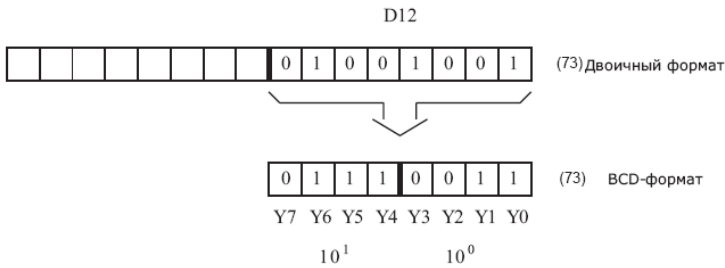 D12
0 1 0 0 1 0 0 1 (73) Двоичный формат
0 1 1 1 0 0 1 1 (73) BCD-формат
Y7 Y6 Y5 Y4 Y3 Y2 Y1 Y0
10¹ 10⁰